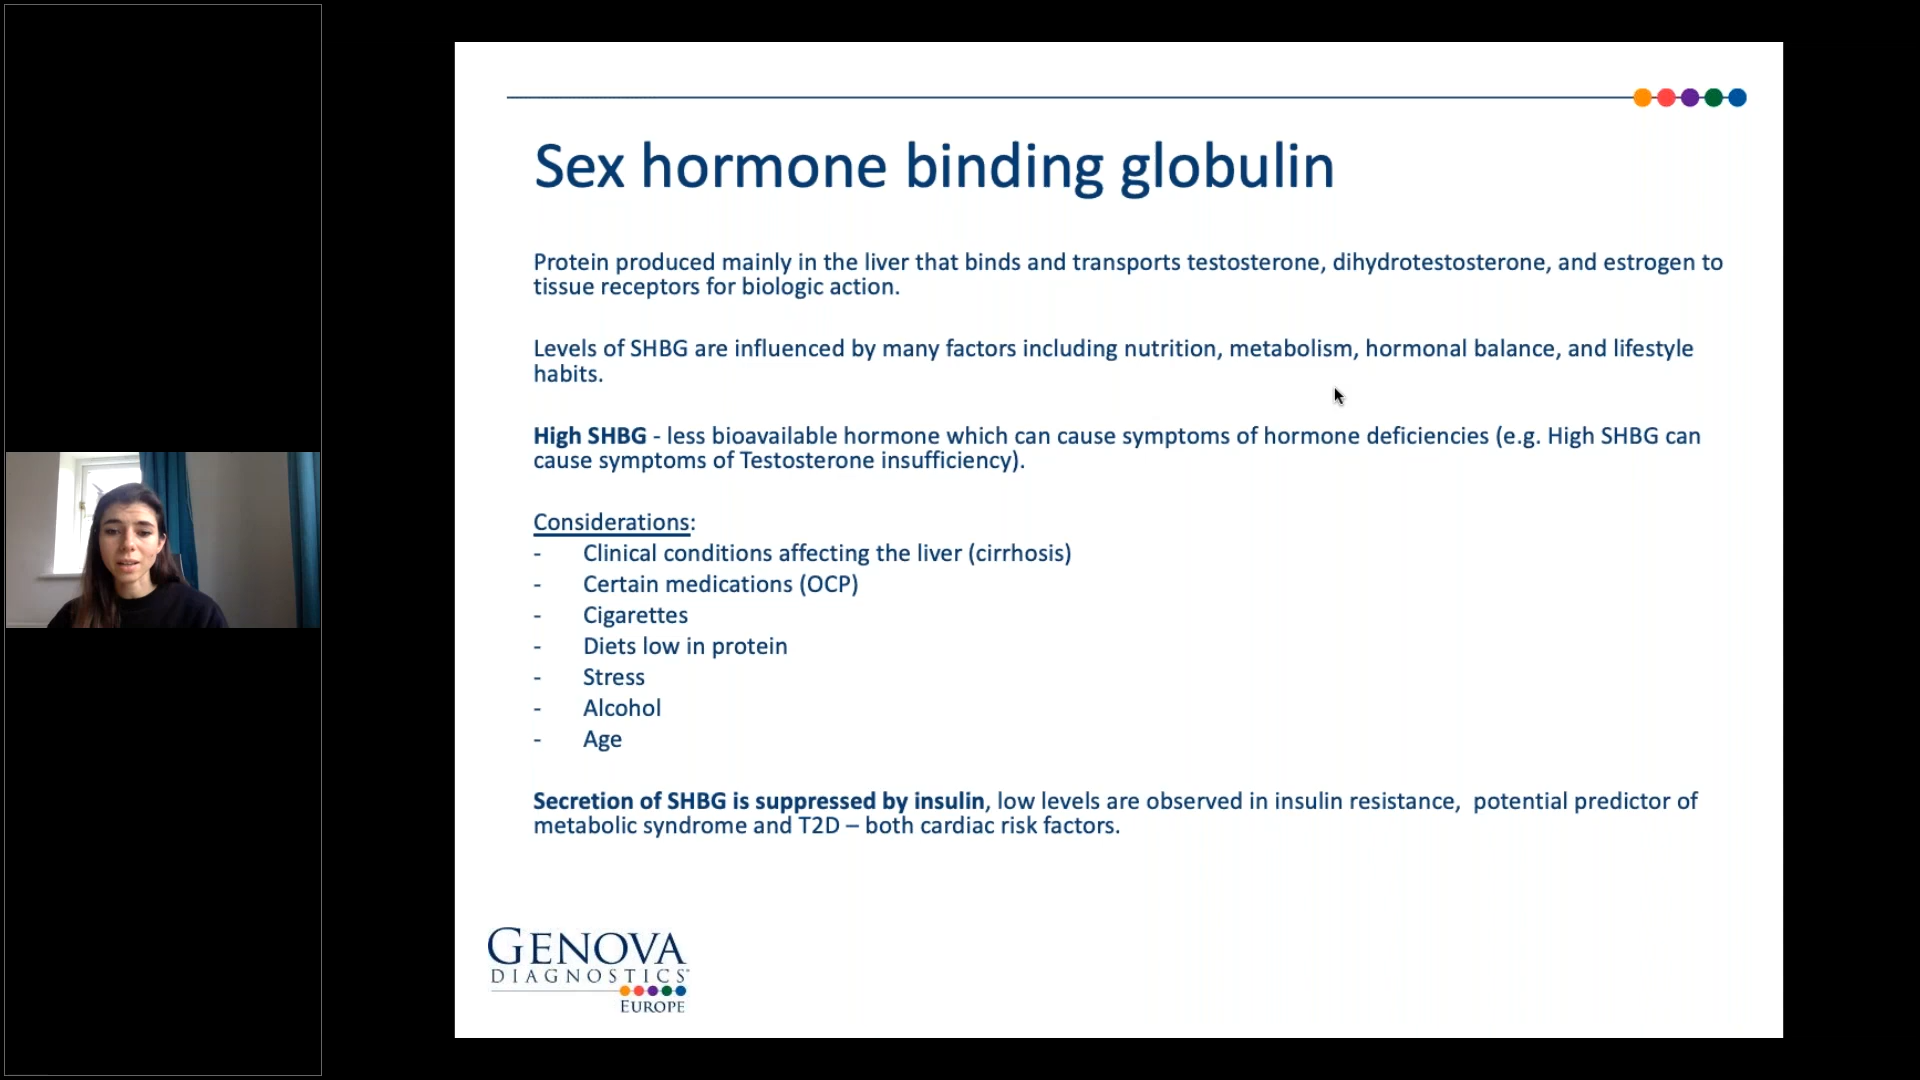 Sex hormone binding globulin
Protein produced mainly in the liver that binds and transports testosterone, dihydrotestosterone, and estrogen to
tissue receptors for biologic action.
Levels of SHBG are influenced by many factors including nutrition, metabolism, hormonal balance, and lifestyle
habits.
High SHBG - less bioavailable hormone which can cause symptoms of hormone deficiencies (e.g. High SHBG can
cause symptoms of Testosterone insufficiency).
Considerations:
- Clinical conditions affecting the liver (cirrhosis)
- Certain medications (OCP)
- Cigarettes
- Diets low in protein
- Stress
- Alcohol
- Age
Secretion of SHBG is suppressed by insulin, low levels are observed in insulin resistance,  potential predictor of
metabolic syndrome and T2D – both cardiac risk factors.
GENOVA
DIAGNOSTICS
EUROPE